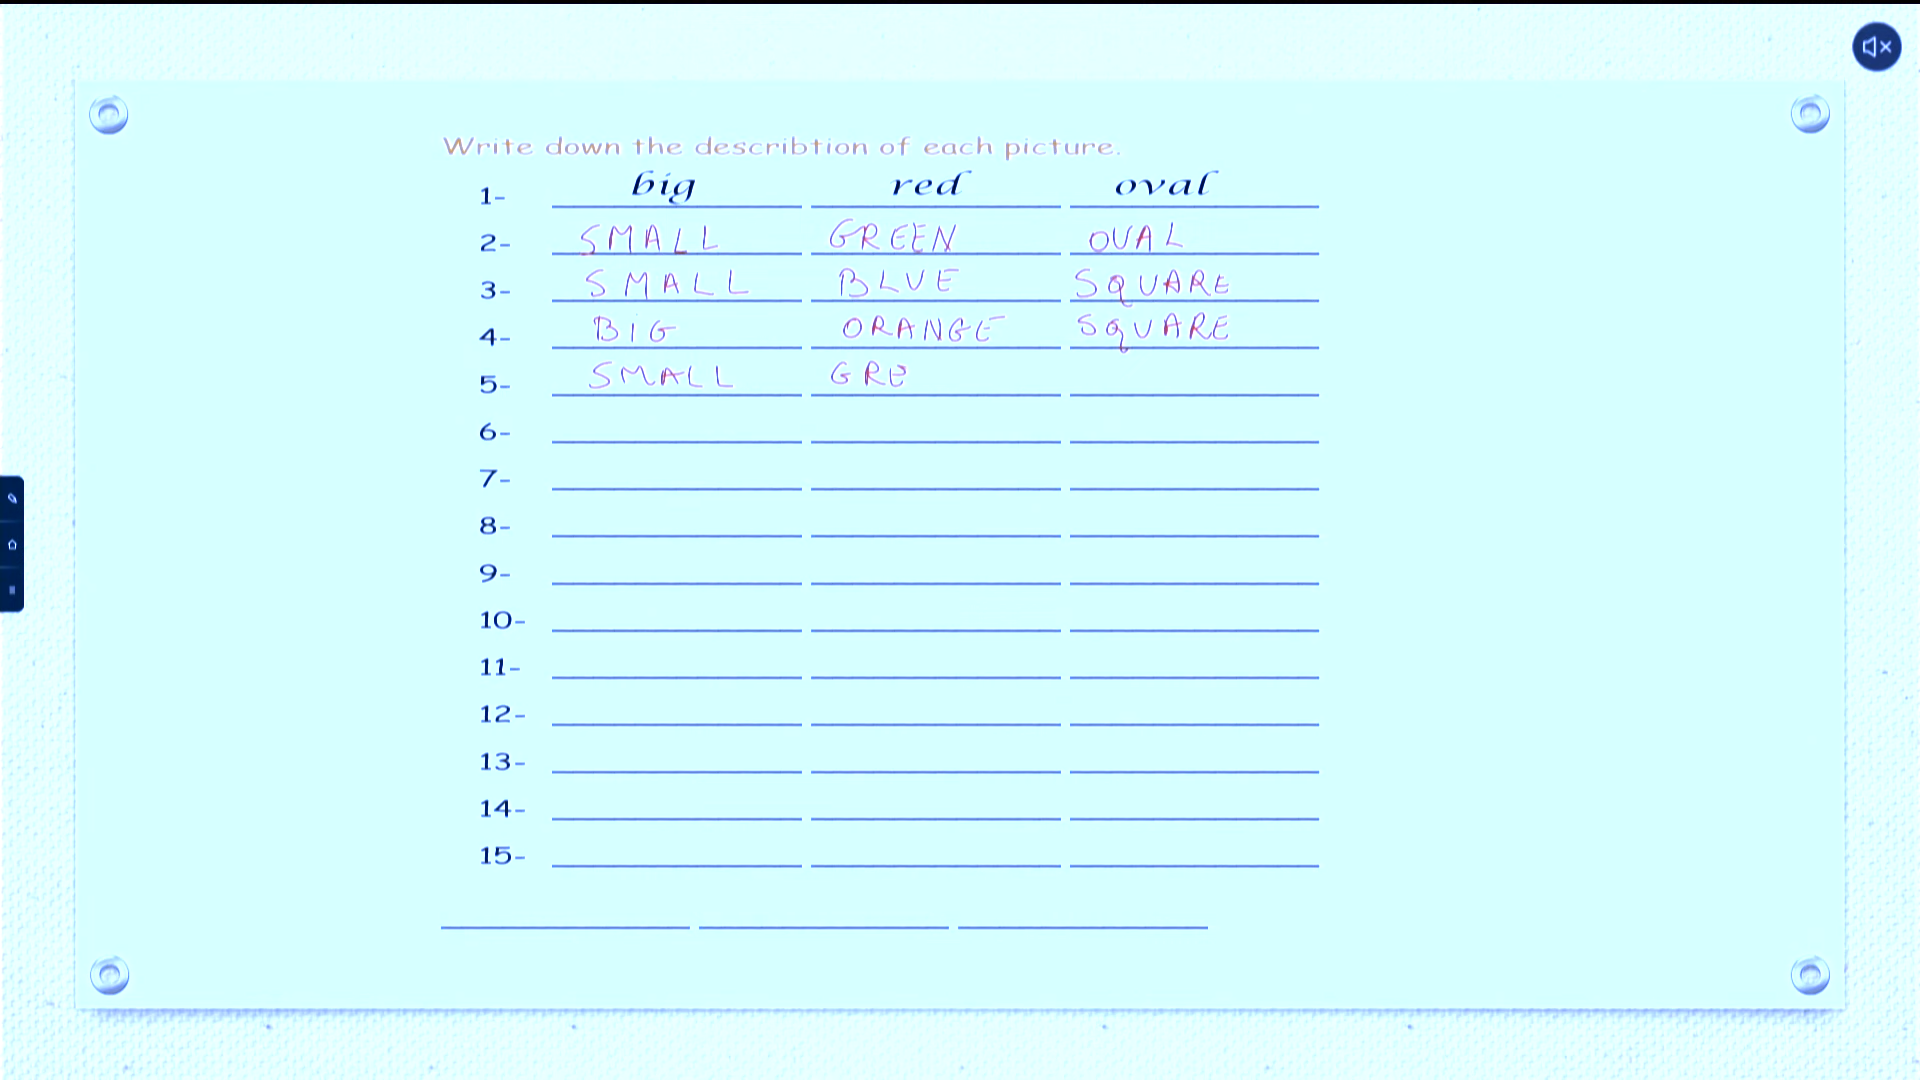 Write down the describtion of each picture.
1- big red oval
2- SMALL GREEN OVAL
3- SMALL BLUE SQUARE
4- BIG ORANGE SQUARE
5- SMALL GRE
6-
7-
8-
9-
10-
11-
12-
13-
14-
15-